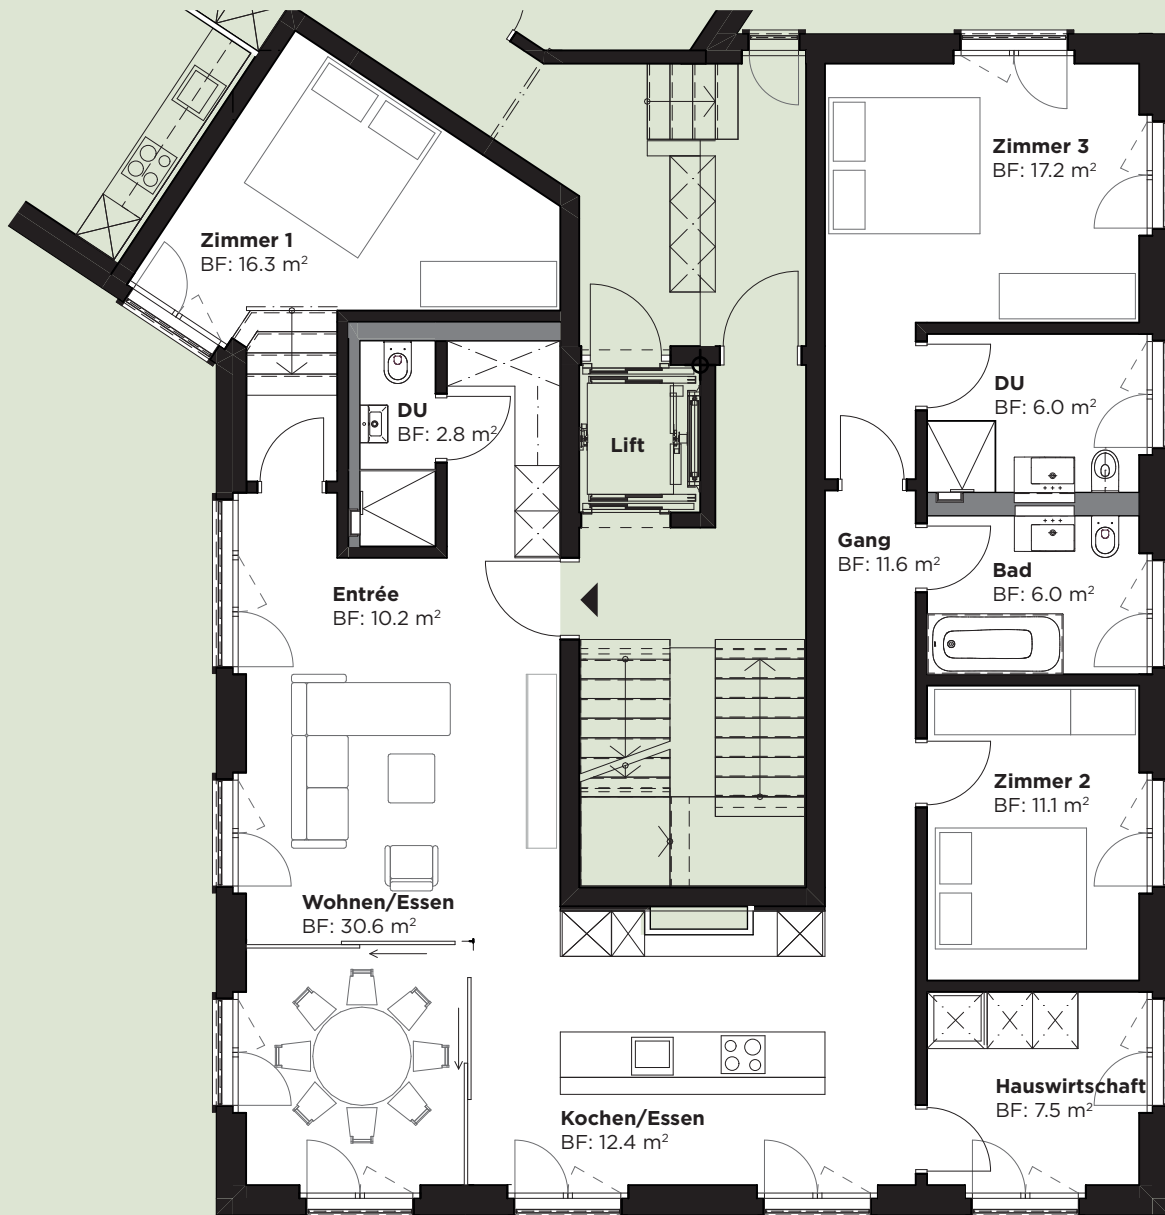 Zimmer 3
BF: 17.2 m²
Zimmer 1
BF: 16.3 m²
DU
BF: 2.8 m²
DU
BF: 6.0 m²
Lift
Gang
BF: 11.6 m²
Bad
BF: 6.0 m²
Entrée
BF: 10.2 m²
Zimmer 2
BF: 11.1 m²
Wohnen/Essen
BF: 30.6 m²
Hauswirtschaft
BF: 7.5 m²
Kochen/Essen
BF: 12.4 m²